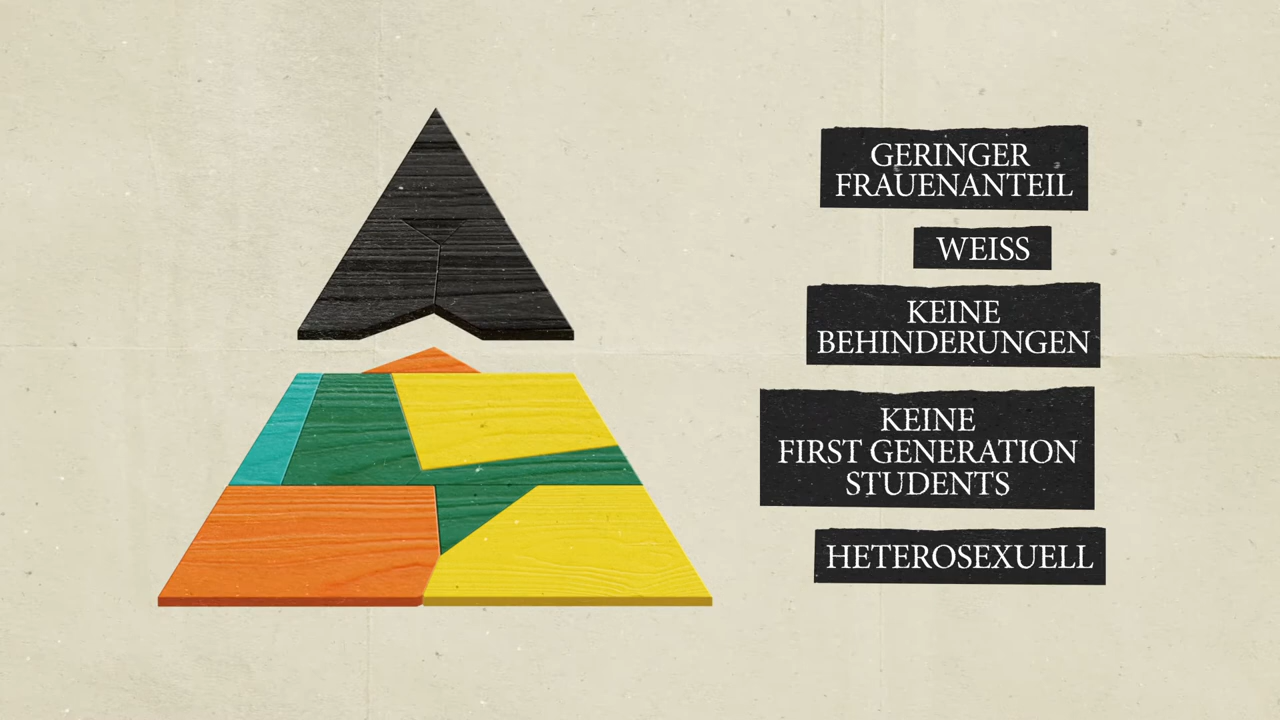 GERINGER
FRAUENANTEIL
WEISS
KEINE
BEHINDERUNGEN
KEINE
FIRST GENERATION
STUDENTS
HETEROSEXUELL